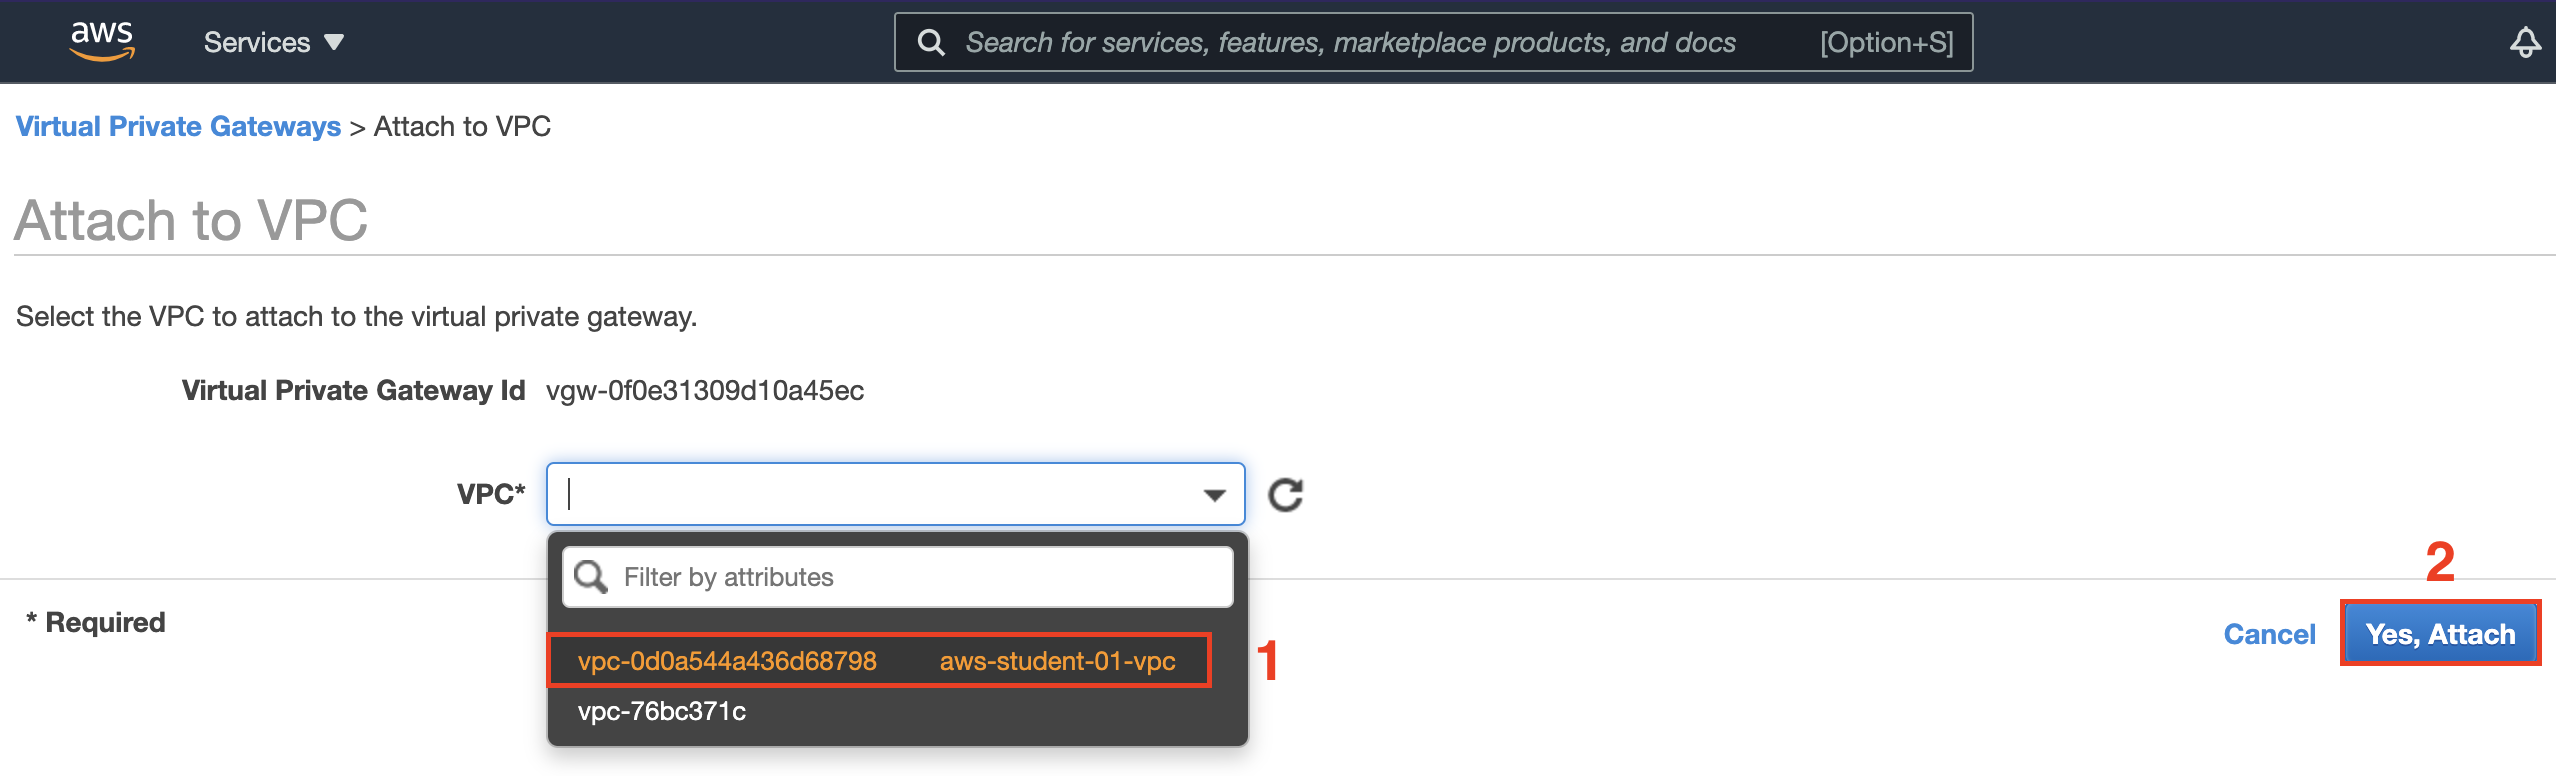 aws Services Search for services, features, marketplace products, and docs [Option+S]
Virtual Private Gateways > Attach to VPC
Attach to VPC
Select the VPC to attach to the virtual private gateway.
Virtual Private Gateway Id vgw-0f0e31309d10a45ec
VPC*
Filter by attributes
2
* Required
Cancel Yes, Attach
vpc-0d0a544a436d68798 aws-student-01-vpc 1
vpc-76bc371c